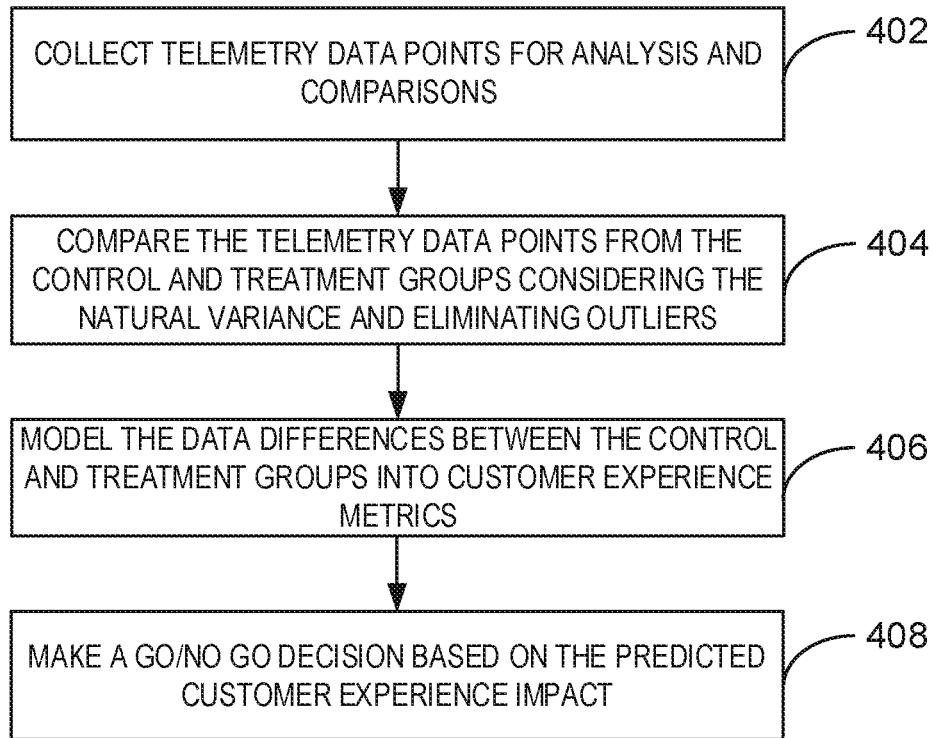 COLLECT TELEMETRY DATA POINTS FOR ANALYSIS AND
COMPARISONS
402
COMPARE THE TELEMETRY DATA POINTS FROM THE
CONTROL AND TREATMENT GROUPS CONSIDERING THE
NATURAL VARIANCE AND ELIMINATING OUTLIERS
404
MODEL THE DATA DIFFERENCES BETWEEN THE CONTROL
AND TREATMENT GROUPS INTO CUSTOMER EXPERIENCE
METRICS
406
MAKE A GO/NO GO DECISION BASED ON THE PREDICTED
CUSTOMER EXPERIENCE IMPACT
408